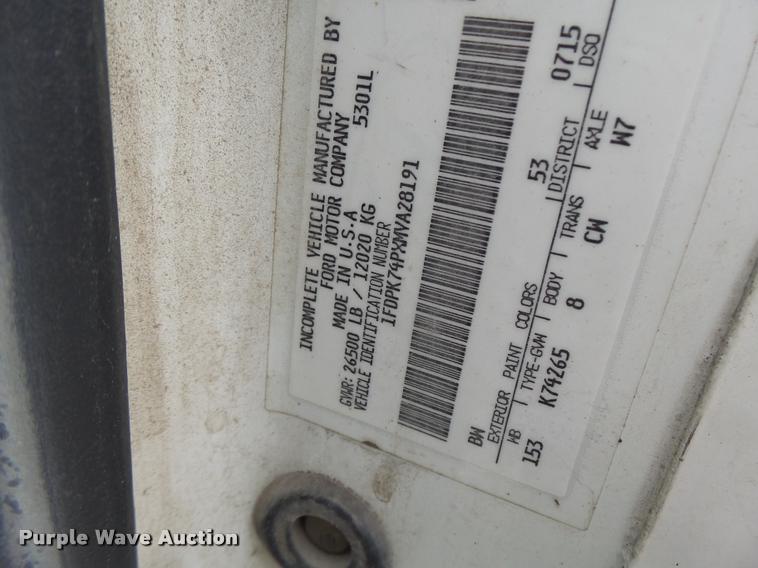 INCOMPLETE VEHICLE MANUFACTURED BY
FORD MOTOR COMPANY 5301L
MADE IN U.S.A
GVWR: 26500 LB / 12020 KG
VEHICLE IDENTIFICATION NUMBER
1FDPK74PXMVA28191
BW 53 0715
EXTERIOR PAINT COLORS DISTRICT DSO
WB TYPE-GVW BODY TRANS AXLE
153 K74265 8 CW W7
Purple Wave Auction